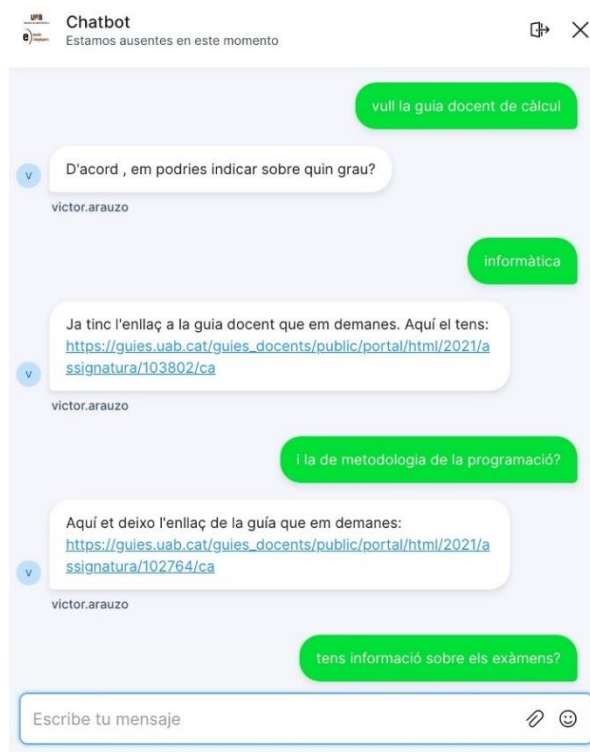 UAB
Chatbot
Estamos ausentes en este momento
vull la guia docent de càlcul
D'acord , em podries indicar sobre quin grau?
V
victor.arauzo
informàtica
Ja tinc l'enllaç a la guia docent que em demanes. Aquí el tens:
https://guies.uab.cat/guies_docents/public/portal/html/2021/a
ssignatura/103802/ca
V
victor.arauzo
i la de metodologia de la programació?
Aquí et deixo l'enllaç de la guía que em demanes:
https://guies.uab.cat/guies_docents/public/portal/html/2021/a
ssignatura/102764/ca
V
victor.arauzo
tens informació sobre els exàmens?
Escribe tu mensaje